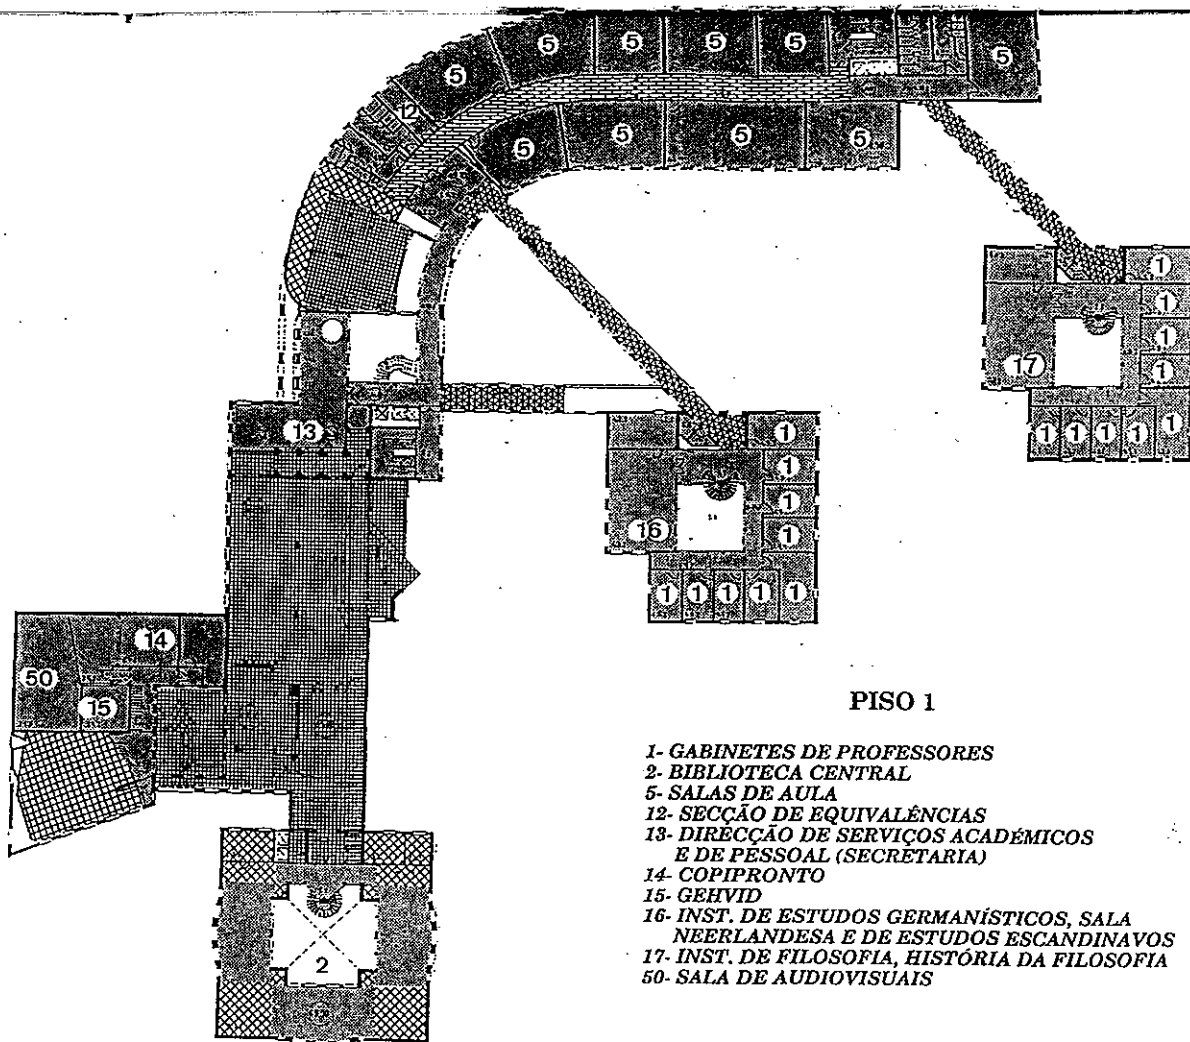 5
5
5
5
5
5
5
12
5
5
5
5
1
1
1
17
1
1
1
1
1
1
13
1
1
1
16
1
1
1
1
1
1
14
50
15
2
PISO 1
1- GABINETES DE PROFESSORES
2- BIBLIOTECA CENTRAL
5- SALAS DE AULA
12- SECÇÃO DE EQUIVALÊNCIAS
13- DIRECÇÃO DE SERVIÇOS ACADÉMICOS
E DE PESSOAL (SECRETARIA)
14- COPIPRONTO
15- GEHVID
16- INST. DE ESTUDOS GERMANÍSTICOS, SALA
NEERLANDESA E DE ESTUDOS ESCANDINAVOS
17- INST. DE FILOSOFIA, HISTÓRIA DA FILOSOFIA
50- SALA DE AUDIOVISUAIS